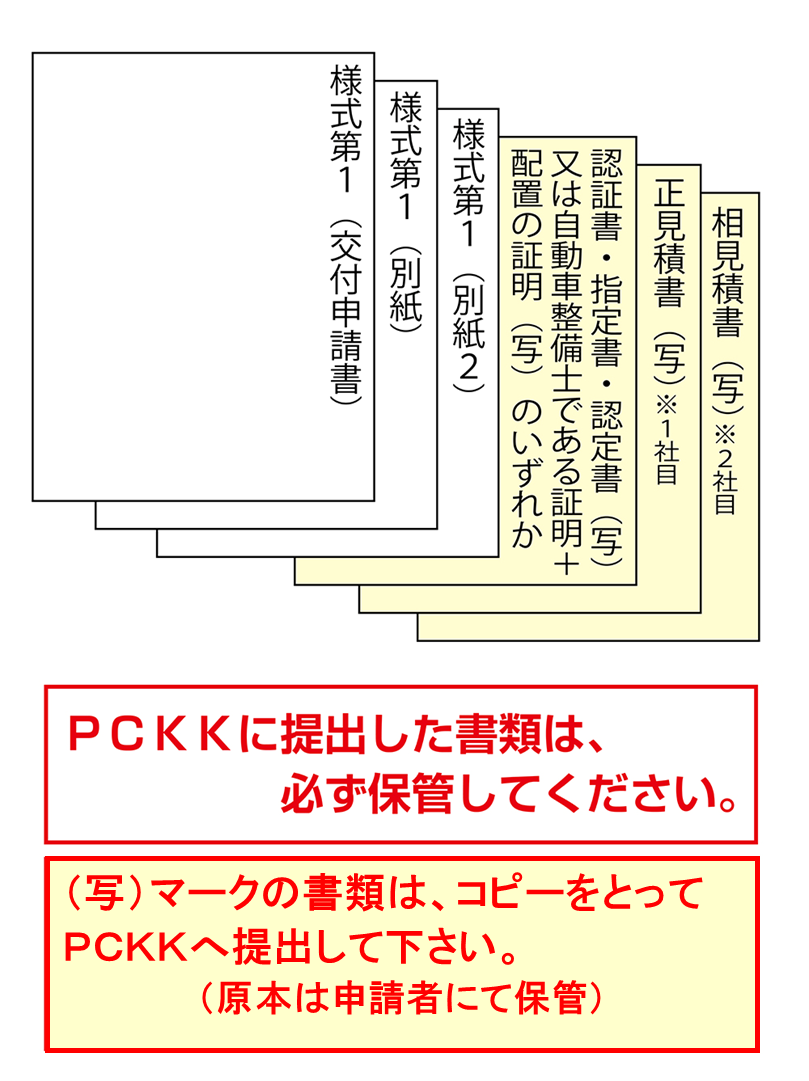 様式第1（交付申請書）
様式第1（別紙）
様式第1（別紙２）
認証書・指定書・認定書（写）
又は自動車整備士である証明＋
配置の証明（写）のいずれか
正見積書（写）※1社目
相見積書（写）※2社目
ＰＣＫＫに提出した書類は、
必ず保管してください。
（写）マークの書類は、コピーをとって
PCKKへ提出して下さい。
（原本は申請者にて保管）